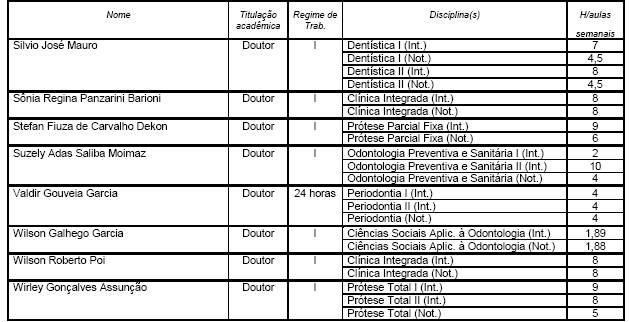 Nome Titulação acadêmica Regime de Trab. Disciplina(s) H/aulas semanais
Silvio José Mauro Doutor I Dentística I (Int.) 7
Dentística I (Not.) 4,5
Dentística II (Int.) 8
Dentística II (Not.) 4,5
Sônia Regina Panzarini Barioni Doutor I Clínica Integrada (Int.) 8
Clínica Integrada (Not.) 8
Stefan Fiuza de Carvalho Dekon Doutor I Prótese Parcial Fixa (Int.) 9
Prótese Parcial Fixa (Not.) 6
Suzely Adas Saliba Moimaz Doutor I Odontologia Preventiva e Sanitária I (Int.) 2
Odontologia Preventiva e Sanitária II (Int.) 10
Odontologia Preventiva e Sanitária (Not.) 4
Valdir Gouveia Garcia Doutor 24 horas Periodontia I (Int.) 4
Periodontia II (Int.) 4
Periodontia (Not.) 4
Wilson Galhego Garcia Doutor I Ciências Sociais Aplic. à Odontologia (Int.) 1,89
Ciências Sociais Aplic. à Odontologia (Not.) 1,88
Wilson Roberto Poi Doutor I Clínica Integrada (Int.) 8
Clínica Integrada (Not.) 8
Wirley Gonçalves Assunção Doutor I Prótese Total I (Int.) 9
Prótese Total II (Int.) 8
Prótese Total (Not.) 5